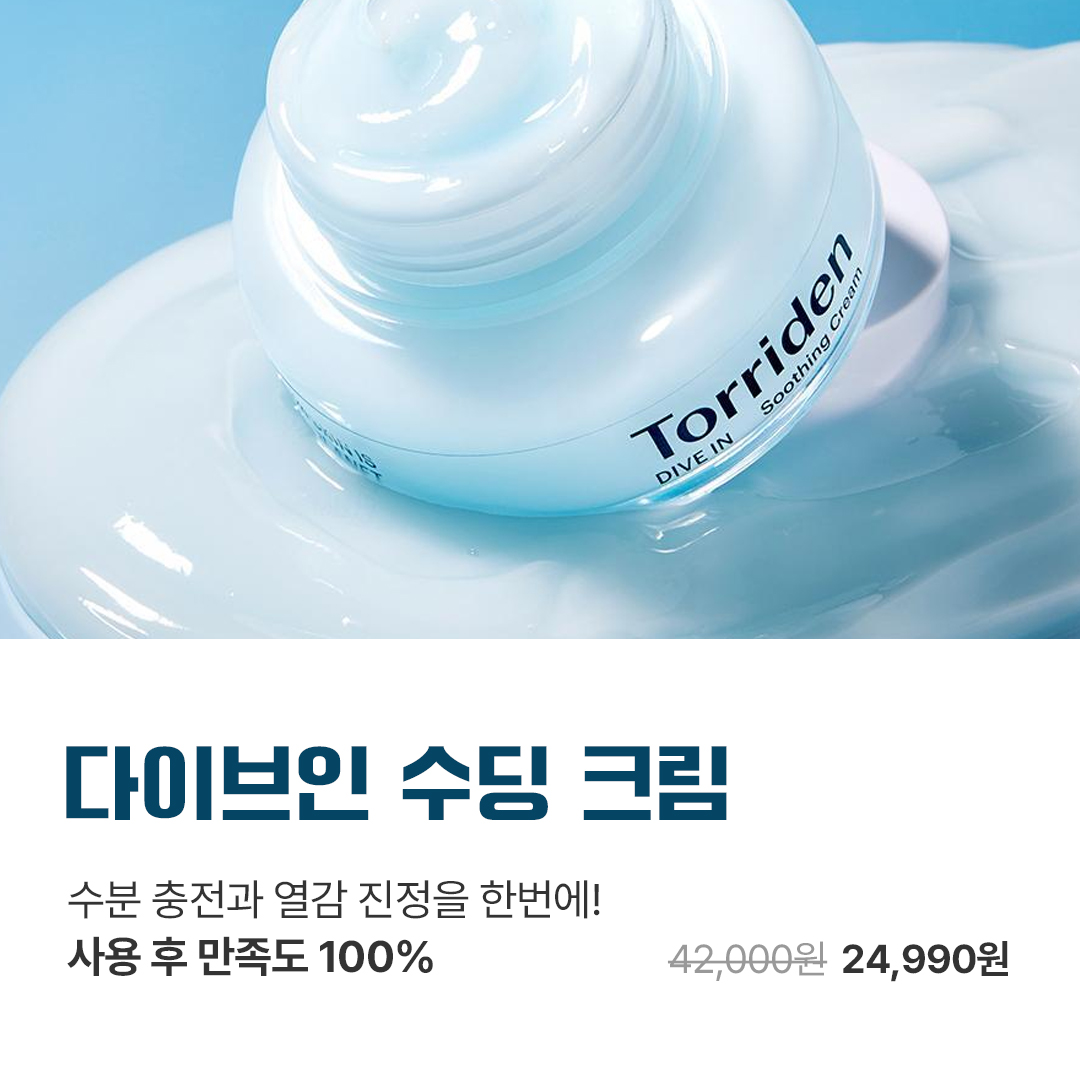 Torriden
DIVE IN Soothing Cream
다이브인 수딩 크림
수분 충전과 열감 진정을 한번에!
사용 후 만족도 100%
42,000원 24,990원